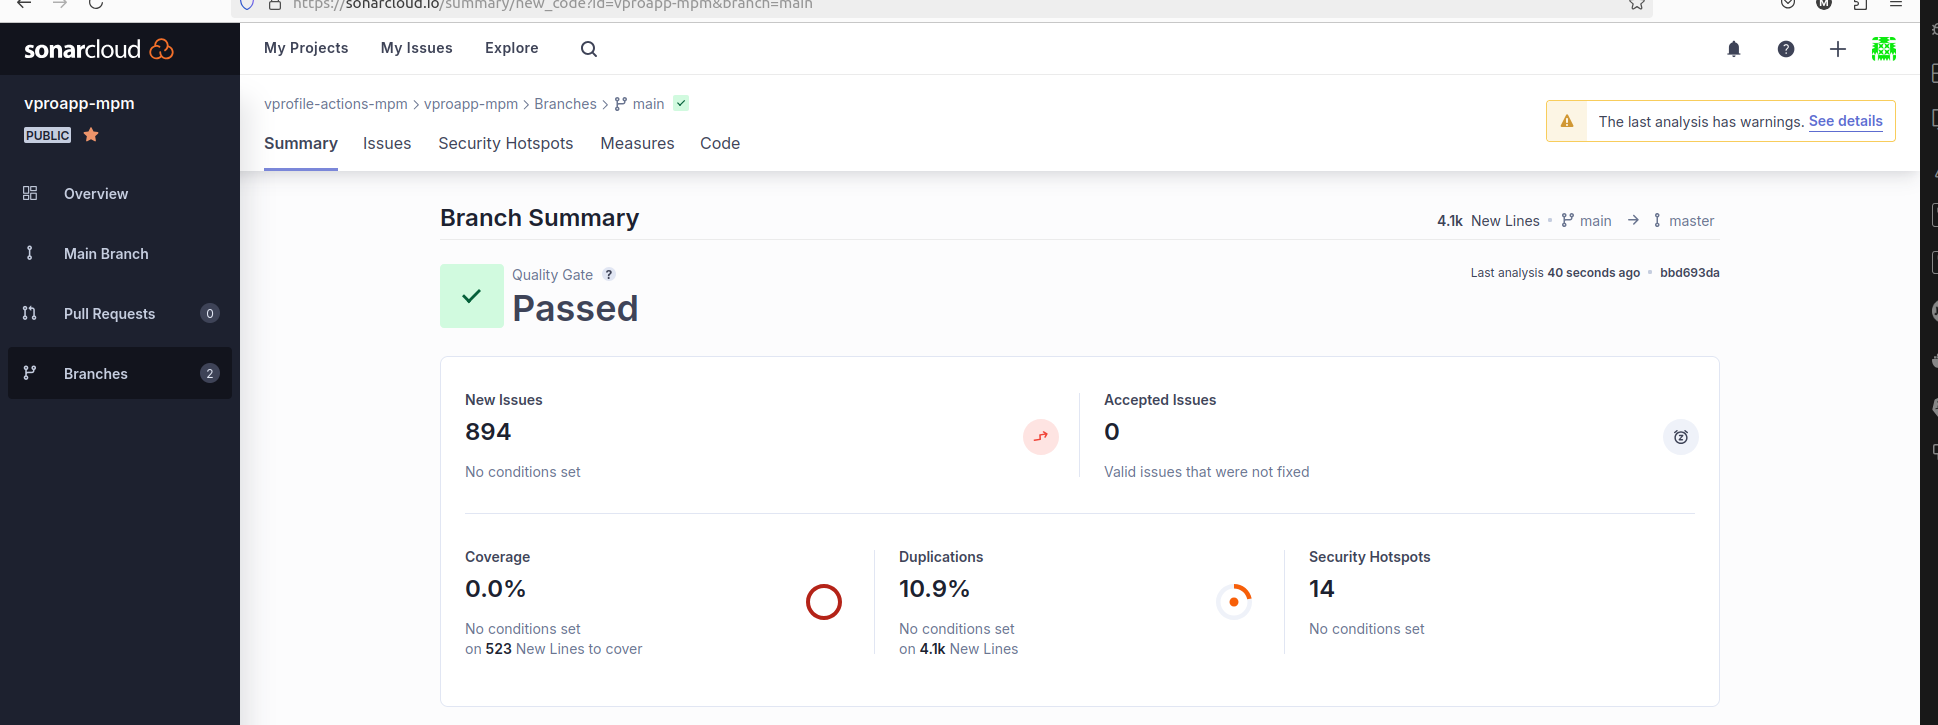 https://sonarcloud.io/summary/new_code?id=vproapp-mpm&branch=main
M
sonarcloud
My Projects
My Issues
Explore
?
vproapp-mpm
PUBLIC
Overview
Main Branch
Pull Requests 0
Branches 2
vprofile-actions-mpm > vproapp-mpm > Branches > main
The last analysis has warnings. See details
Summary
Issues
Security Hotspots
Measures
Code
Branch Summary
4.1k New Lines • main → master
Quality Gate ?
Passed
Last analysis 40 seconds ago • bbd693da
New Issues
894
No conditions set
Accepted Issues
0
Valid issues that were not fixed
Coverage
0.0%
No conditions set
on 523 New Lines to cover
Duplications
10.9%
No conditions set
on 4.1k New Lines
Security Hotspots
14
No conditions set